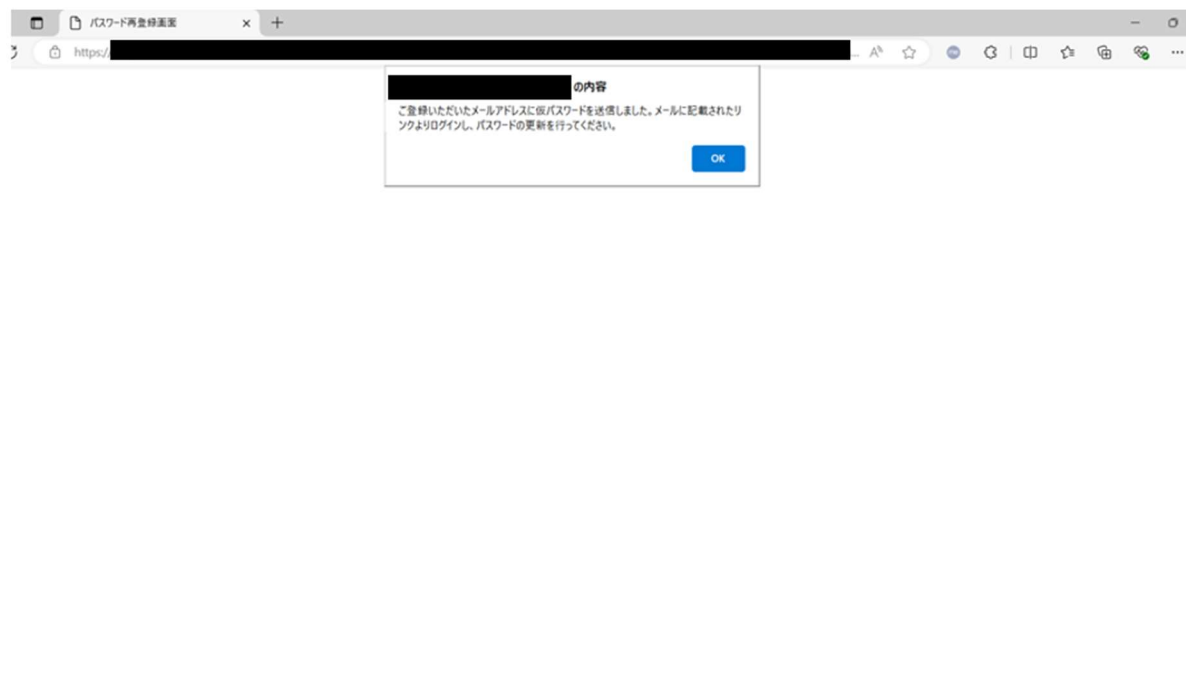 パスワード再登録画面
https://
の内容
ご登録いただいたメールアドレスに仮パスワードを送信しました。メールに記載されたリ
ンクよりログインし、パスワードの更新を行ってください。
OK